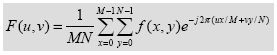 F(u,v) = \frac{1}{MN} \sum_{x=0}^{M-1} \sum_{y=0}^{N-1} f(x,y) e^{-j2\pi(ux/M+vy/N)}